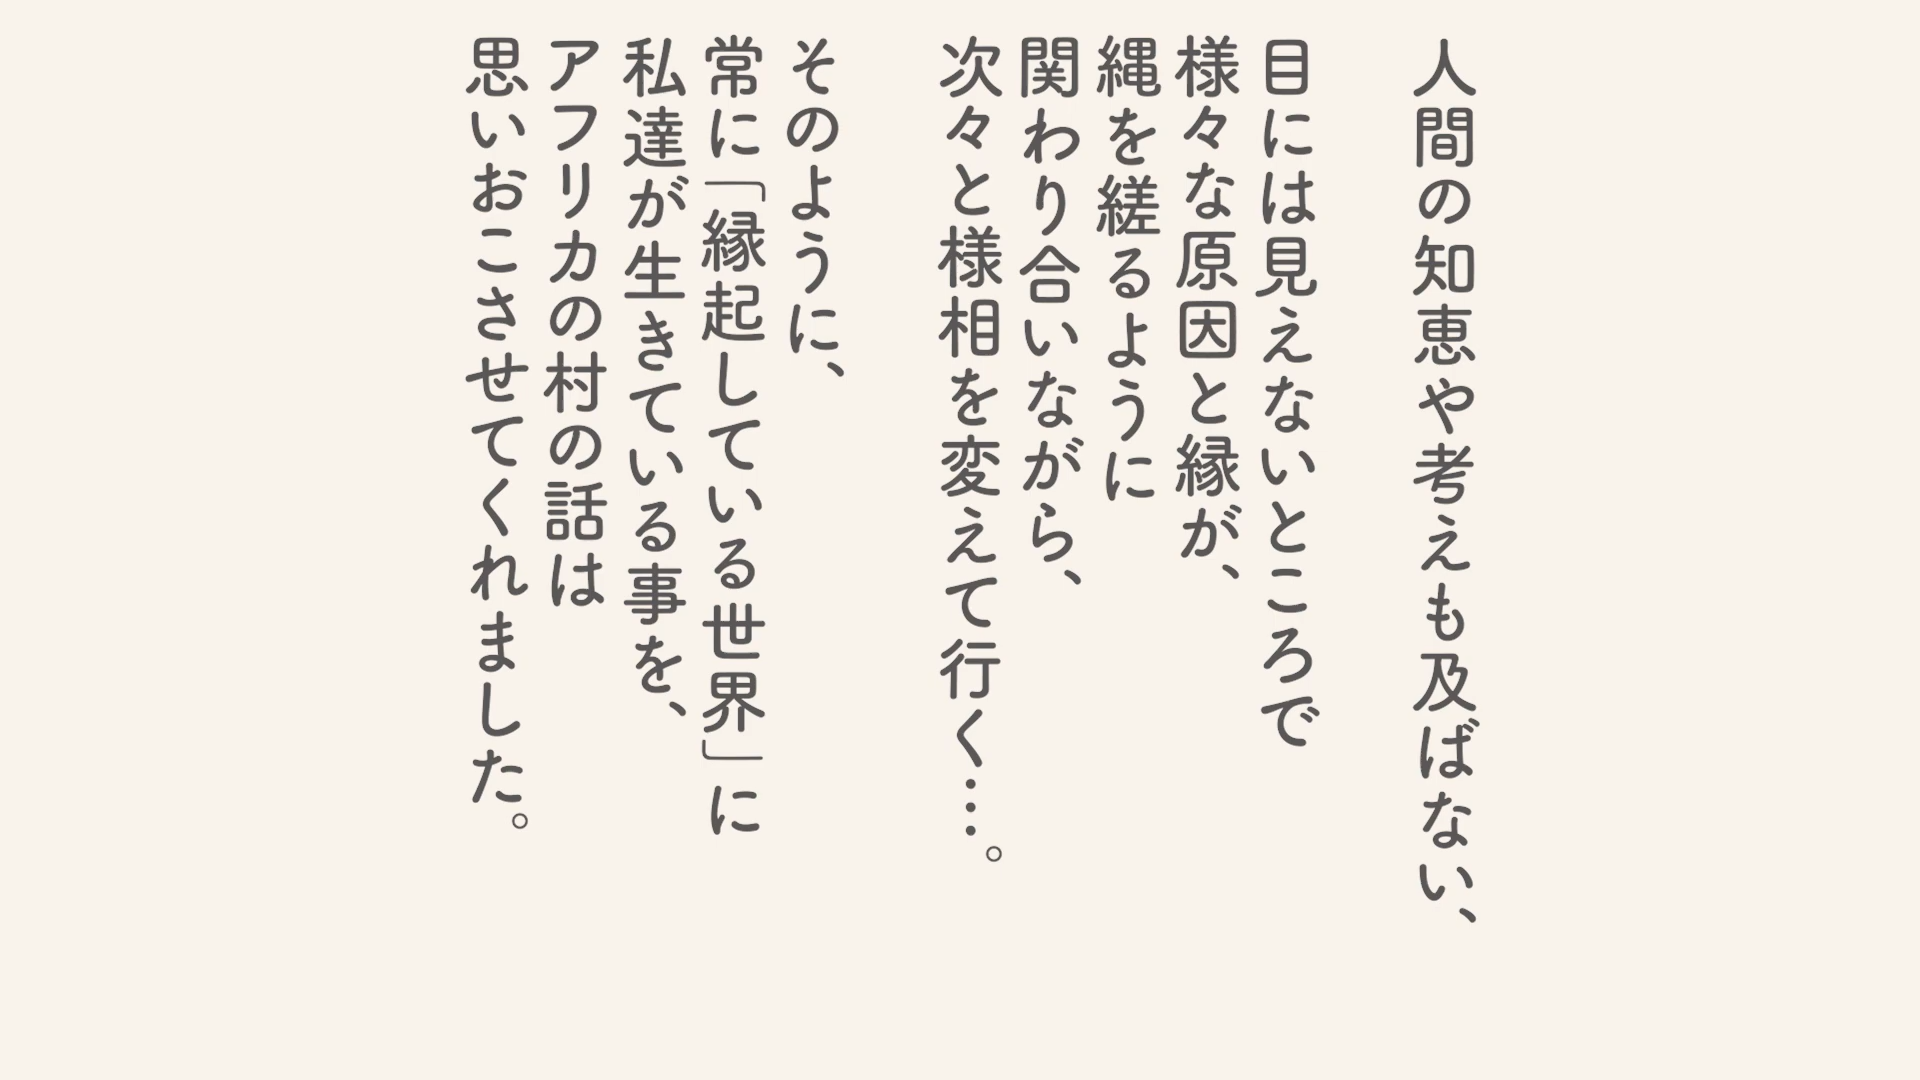 人間の知恵や考えも及ばない、
目には見えないところで
様々な原因と縁が、
縄を縒るように
関わり合いながら、
次々と様相を変えて行く…。
そのように、
常に「縁起している世界」に
私達が生きている事を、
アフリカの村の話は
思いおこさせてくれました。